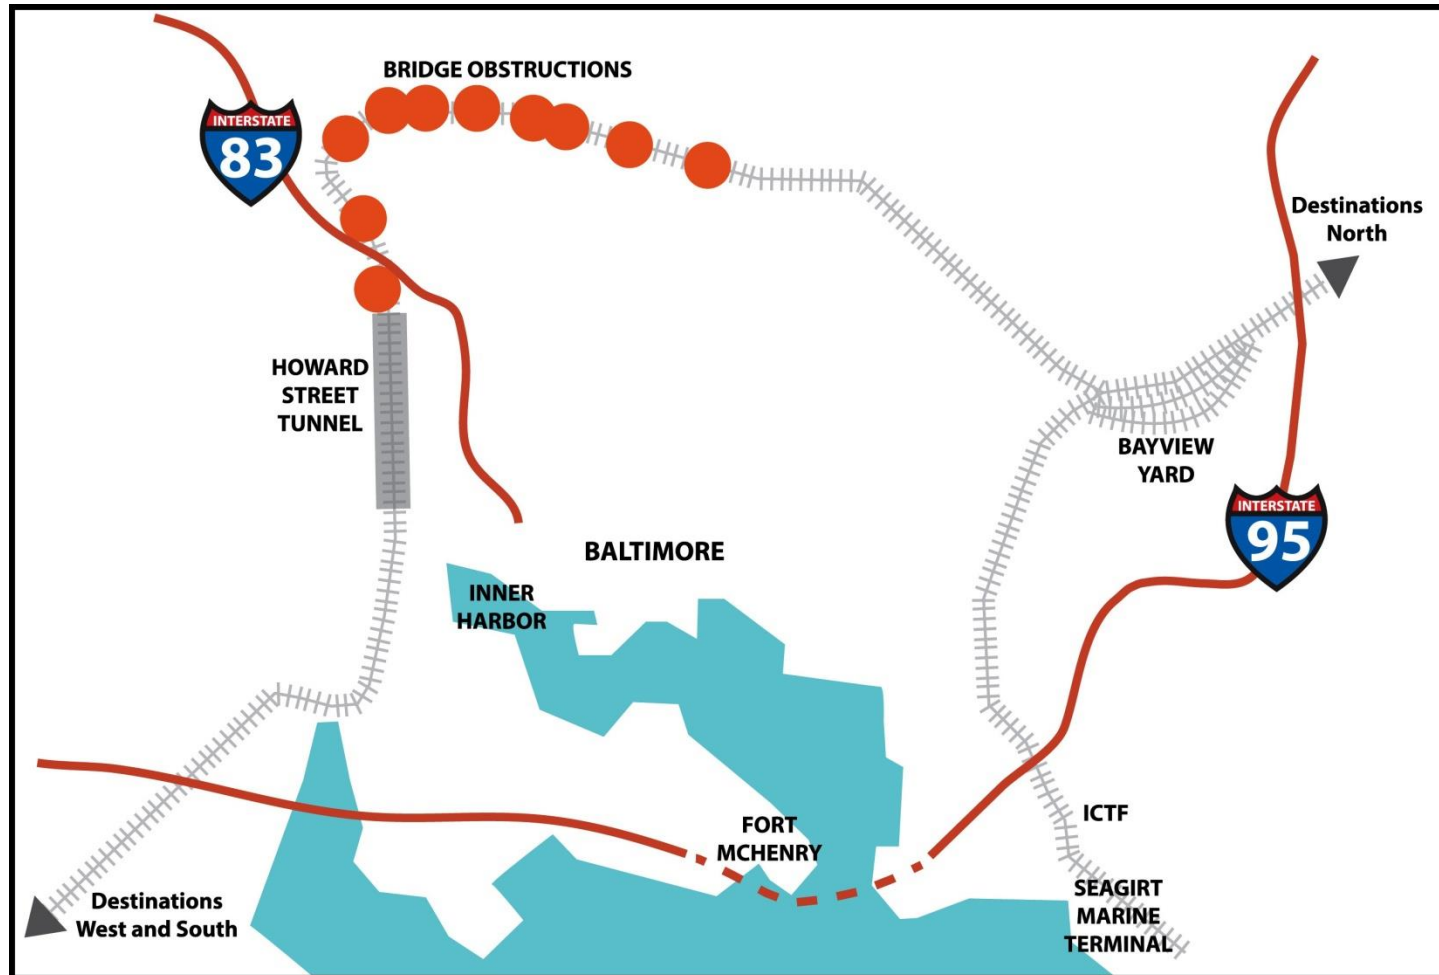 BRIDGE OBSTRUCTIONS
INTERSTATE
83
Destinations
North
HOWARD
STREET
TUNNEL
BAYVIEW
YARD
INTERSTATE
95
BALTIMORE
INNER
HARBOR
ICTF
FORT
MCHENRY
SEAGIRT
MARINE
TERMINAL
Destinations
West and South